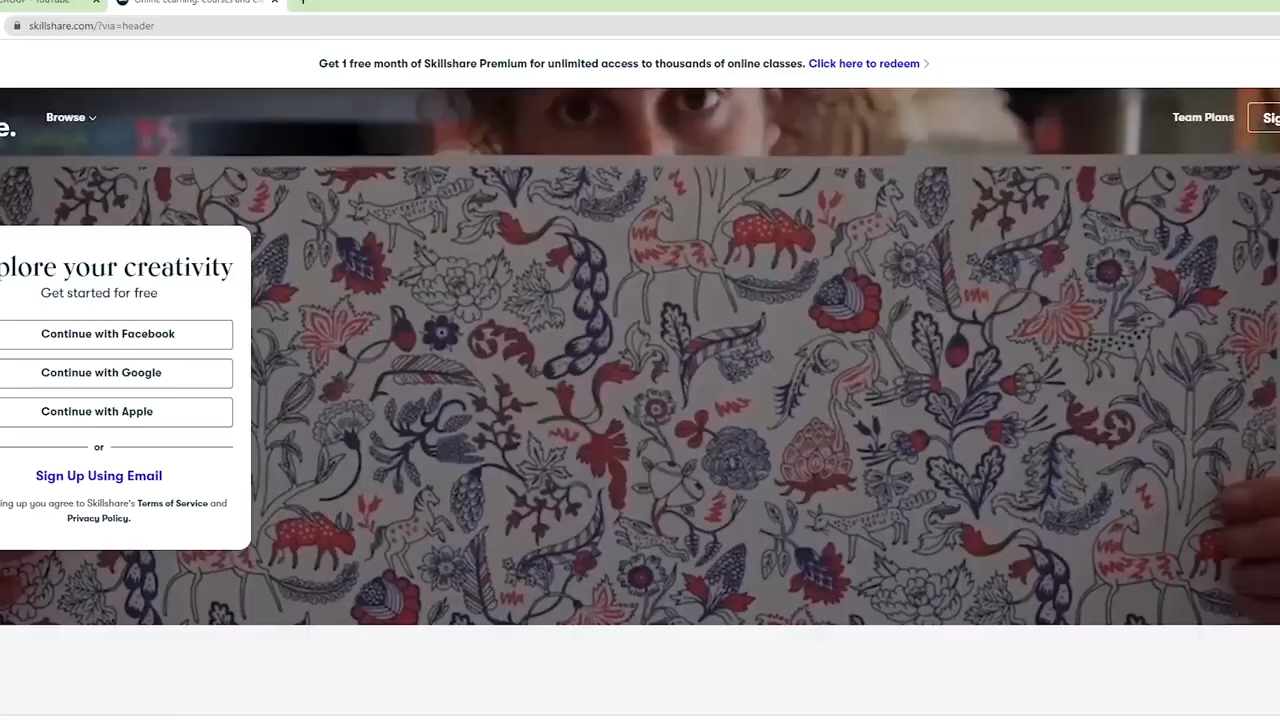 skillshare.com/?via=header
Get 1 free month of Skillshare Premium for unlimited access to thousands of online classes. Click here to redeem
e.
Browse
Team Plans
Sig
plore your creativity
Get started for free
Continue with Facebook
Continue with Google
Continue with Apple
or
Sign Up Using Email
ing up you agree to Skillshare's Terms of Service and
Privacy Policy.